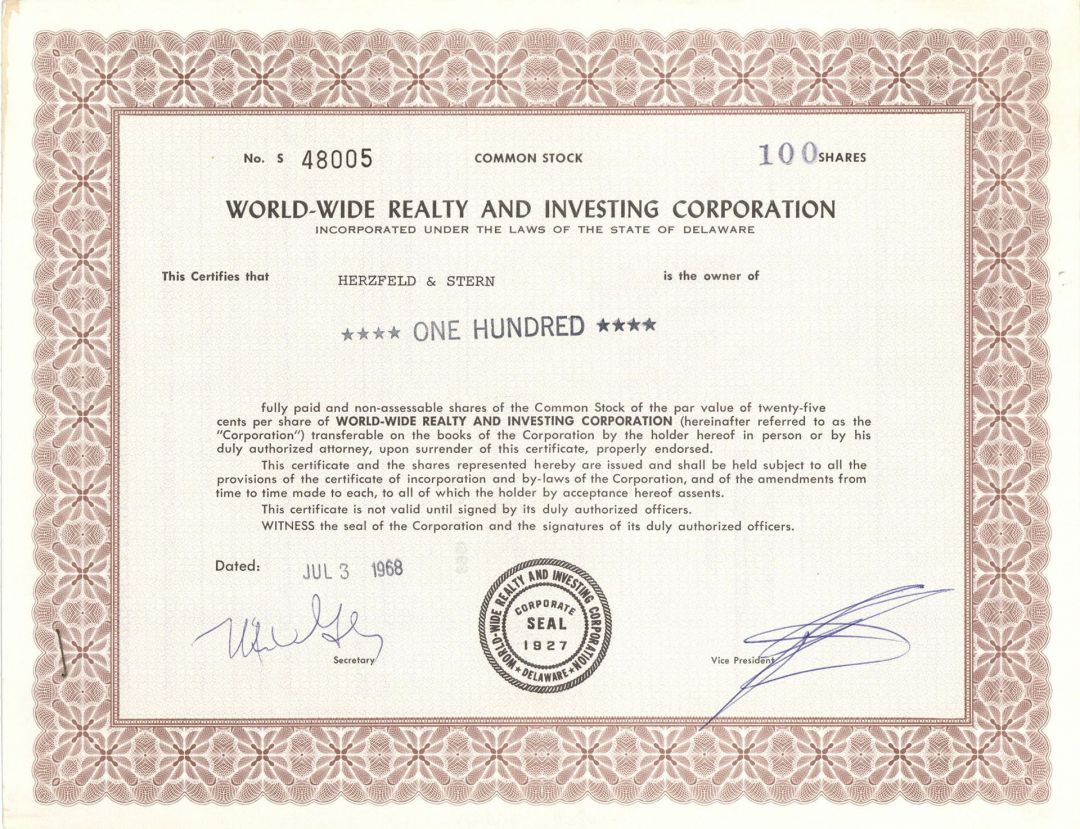 No. S 48005 COMMON STOCK 100 SHARES
WORLD-WIDE REALTY AND INVESTING CORPORATION
INCORPORATED UNDER THE LAWS OF THE STATE OF DELAWARE
This Certifies that HERZFELD & STERN is the owner of
**** ONE HUNDRED ****
fully paid and non-assessable shares of the Common Stock of the par value of twenty-five
cents per share of WORLD-WIDE REALTY AND INVESTING CORPORATION (hereinafter referred to as the
"Corporation") transferable on the books of the Corporation by the holder hereof in person or by his
duly authorized attorney, upon surrender of this certificate, properly endorsed.
This certificate and the shares represented hereby are issued and shall be held subject to all the
provisions of the certificate of incorporation and by-laws of the Corporation, and of the amendments from
time to time made to each, to all of which the holder by acceptance hereof assents.
This certificate is not valid until signed by its duly authorized officers.
WITNESS the seal of the Corporation and the signatures of its duly authorized officers.
Dated: JUL 3 1968
WORLD-WIDE REALTY AND INVESTING CORPORATION
CORPORATE
SEAL
1927
★ DELAWARE ★
Secretary
Vice President